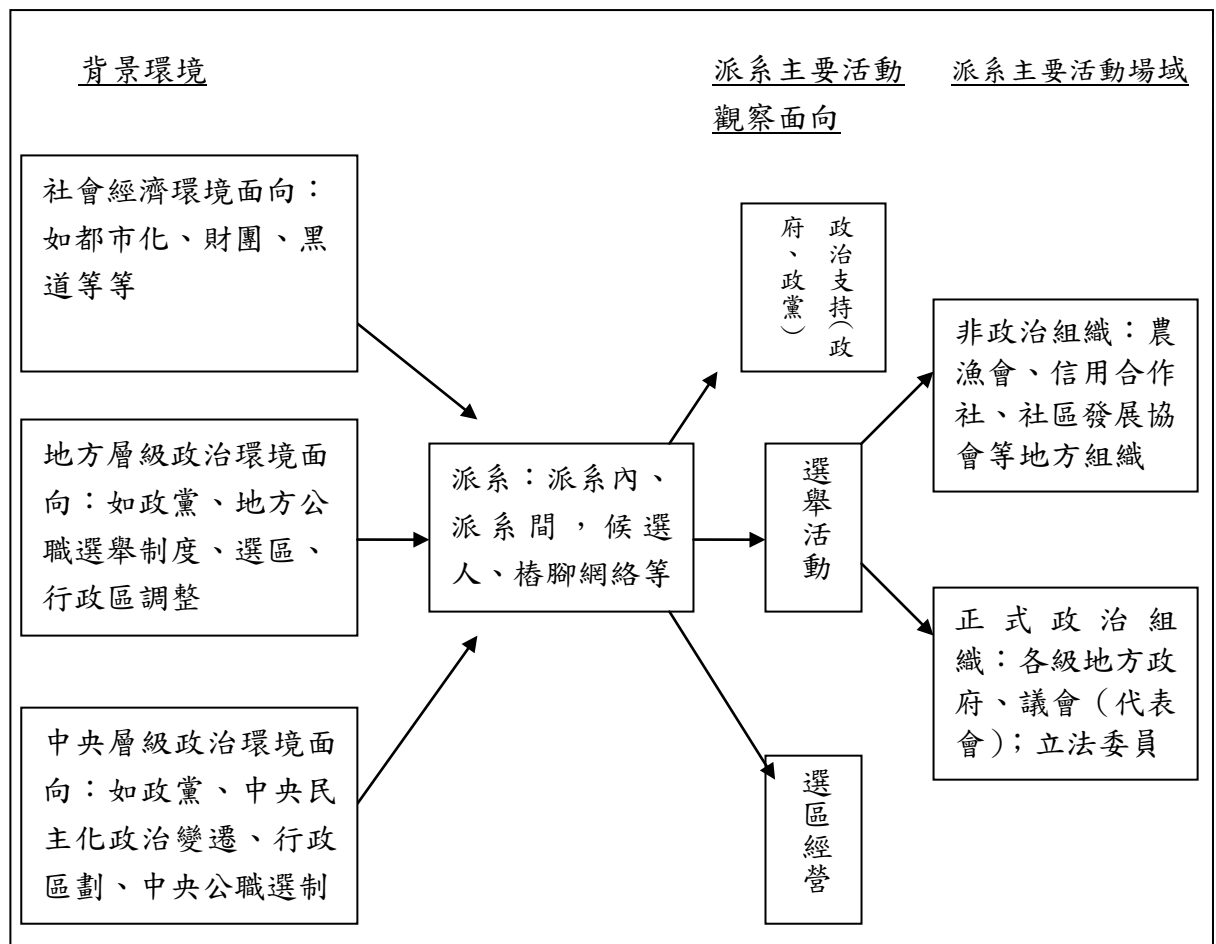 背景環境
派系主要活動
觀察面向
派系主要活動場域
社會經濟環境面向：
如都市化、財團、黑
道等等
地方層級政治環境面
向：如政黨、地方公
職選舉制度、選區、
行政區調整
中央層級政治環境面
向：如政黨、中央民
主化政治變遷、行政
區劃、中央公職選制
派系：派系內、
派系間，候選
人、樁腳網絡等
政治支持（政
府、政黨）
選舉活動
選區經營
非政治組織：農
漁會、信用合作
社、社區發展協
會等地方組織
正式政治組
織：各級地方政
府、議會（代表
會）；立法委員